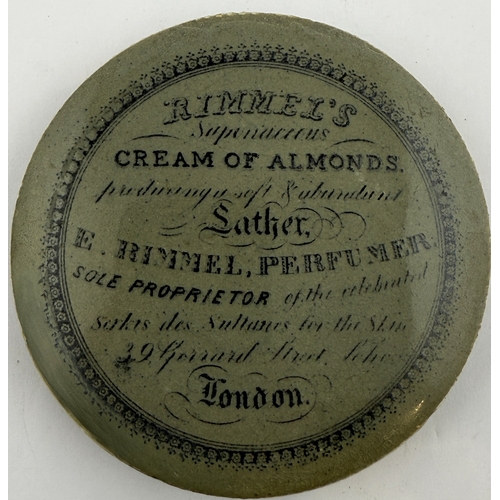 RIMMEL'S
Saponaceous
CREAM OF ALMONDS.
producing a soft & abundant
Lather,
E. RIMMEL, PERFUMER.
SOLE PROPRIETOR of the celebrated
Serkis des Sultanes for the Skin
39 Gerrard Street, Soho
London.